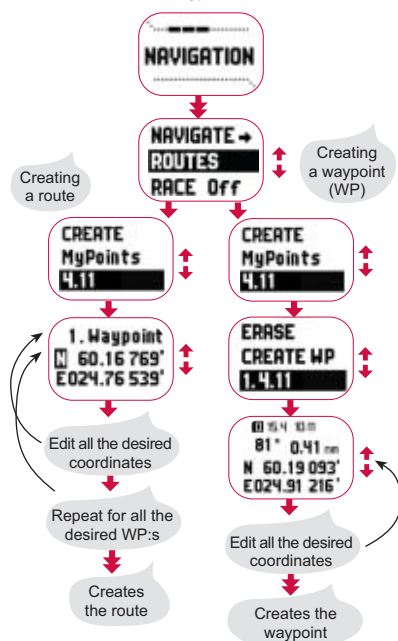 NAVIGATION
NAVIGATE →
ROUTES
RACE Off
Creating
a route
Creating
a waypoint
(WP)
CREATE
MyPoints
4.11
CREATE
MyPoints
4.11
1. Waypoint
N 60.16 769'
E024.76 539'
ERASE
CREATE WP
1.4.11
81° 0.41 nm
N 60.19 093'
E024.91 216'
Edit all the desired
coordinates
Repeat for all the
desired WP:s
Creates
the route
Edit all the desired
coordinates
Creates the
waypoint